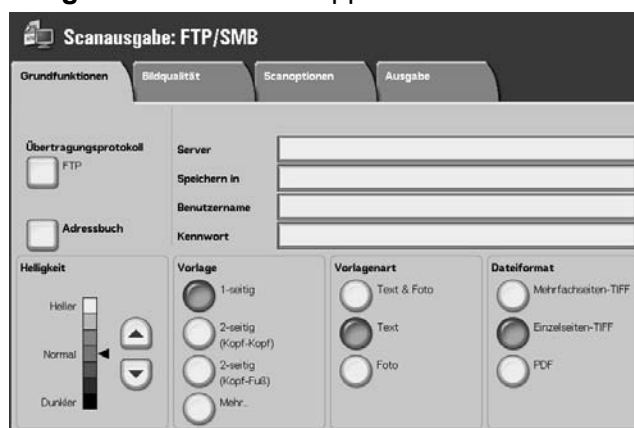 Scanausgabe: FTP/SMB
Grundfunktionen Bildqualität Scanoptionen Ausgabe
Übertragungsprotokoll
FTP
Adressbuch
Server
Speichern in
Benutzername
Kennwort
Helligkeit
Heller
Normal
Dunkler
Vorlage
1-seitig
2-seitig
(Kopf-Kopf)
2-seitig
(Kopf-Fuß)
Mehr...
Vorlagenart
Text & Foto
Text
Foto
Dateiformat
Mehrfachseiten-TIFF
Einzelseiten-TIFF
PDF